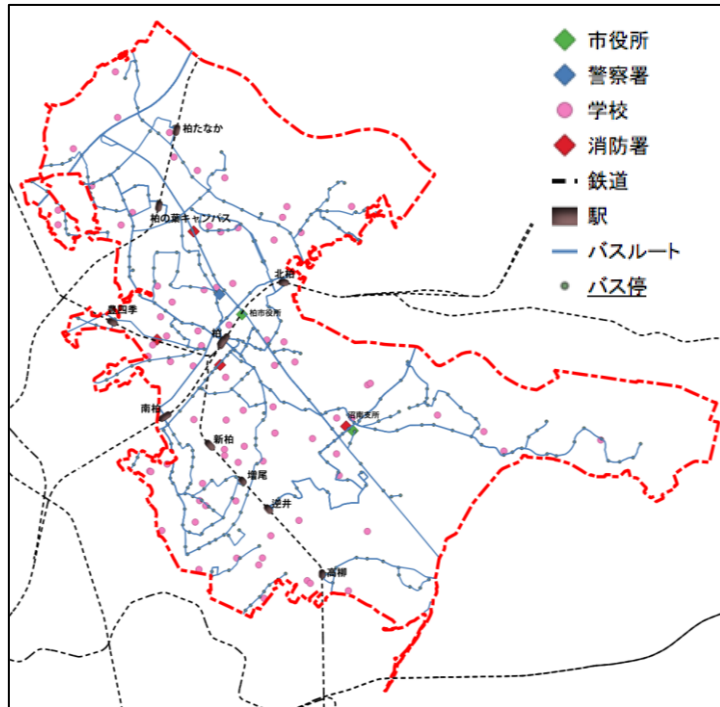 市役所
警察署
学校
消防署
鉄道
駅
バスルート
バス停
柏たなか
柏の葉キャンパス
北柏
柏市役所
豊四季
柏
南柏
沼南支所
新柏
増尾
逆井
高柳